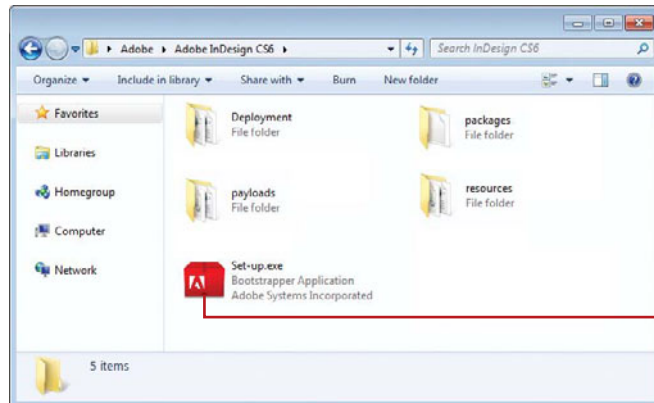 Adobe ▸ Adobe InDesign CS6 ▸
Search InDesign CS6
Organize ▾ Include in library ▾ Share with ▾ Burn New folder
Favorites
Libraries
Homegroup
Computer
Network
Deployment
File folder
packages
File folder
payloads
File folder
resources
File folder
Set-up.exe
Bootstrapper Application
Adobe Systems Incorporated
5 items